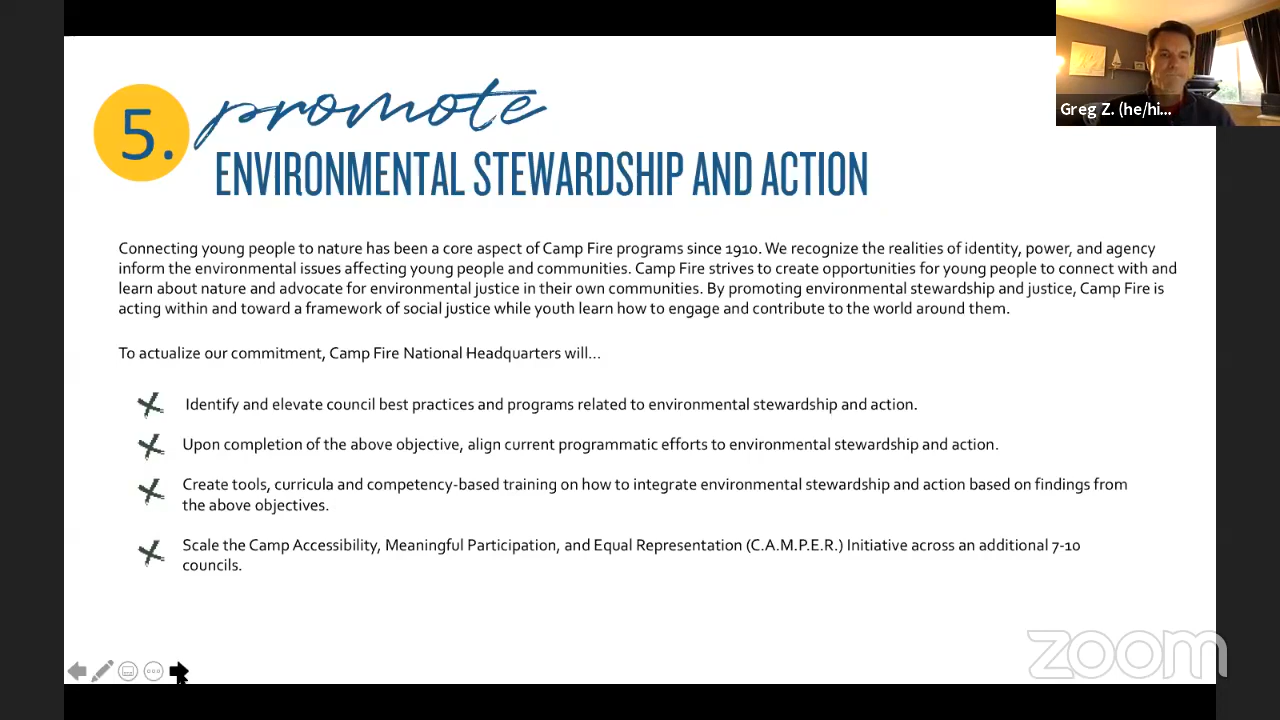 Greg Z. (he/hi...
5.
promote
ENVIRONMENTAL STEWARDSHIP AND ACTION
Connecting young people to nature has been a core aspect of Camp Fire programs since 1910. We recognize the realities of identity, power, and agency
inform the environmental issues affecting young people and communities. Camp Fire strives to create opportunities for young people to connect with and
learn about nature and advocate for environmental justice in their own communities. By promoting environmental stewardship and justice, Camp Fire is
acting within and toward a framework of social justice while youth learn how to engage and contribute to the world around them.
To actualize our commitment, Camp Fire National Headquarters will...
Identify and elevate council best practices and programs related to environmental stewardship and action.
Upon completion of the above objective, align current programmatic efforts to environmental stewardship and action.
Create tools, curricula and competency-based training on how to integrate environmental stewardship and action based on findings from
the above objectives.
Scale the Camp Accessibility, Meaningful Participation, and Equal Representation (C.A.M.P.E.R.) Initiative across an additional 7-10
councils.
zoom